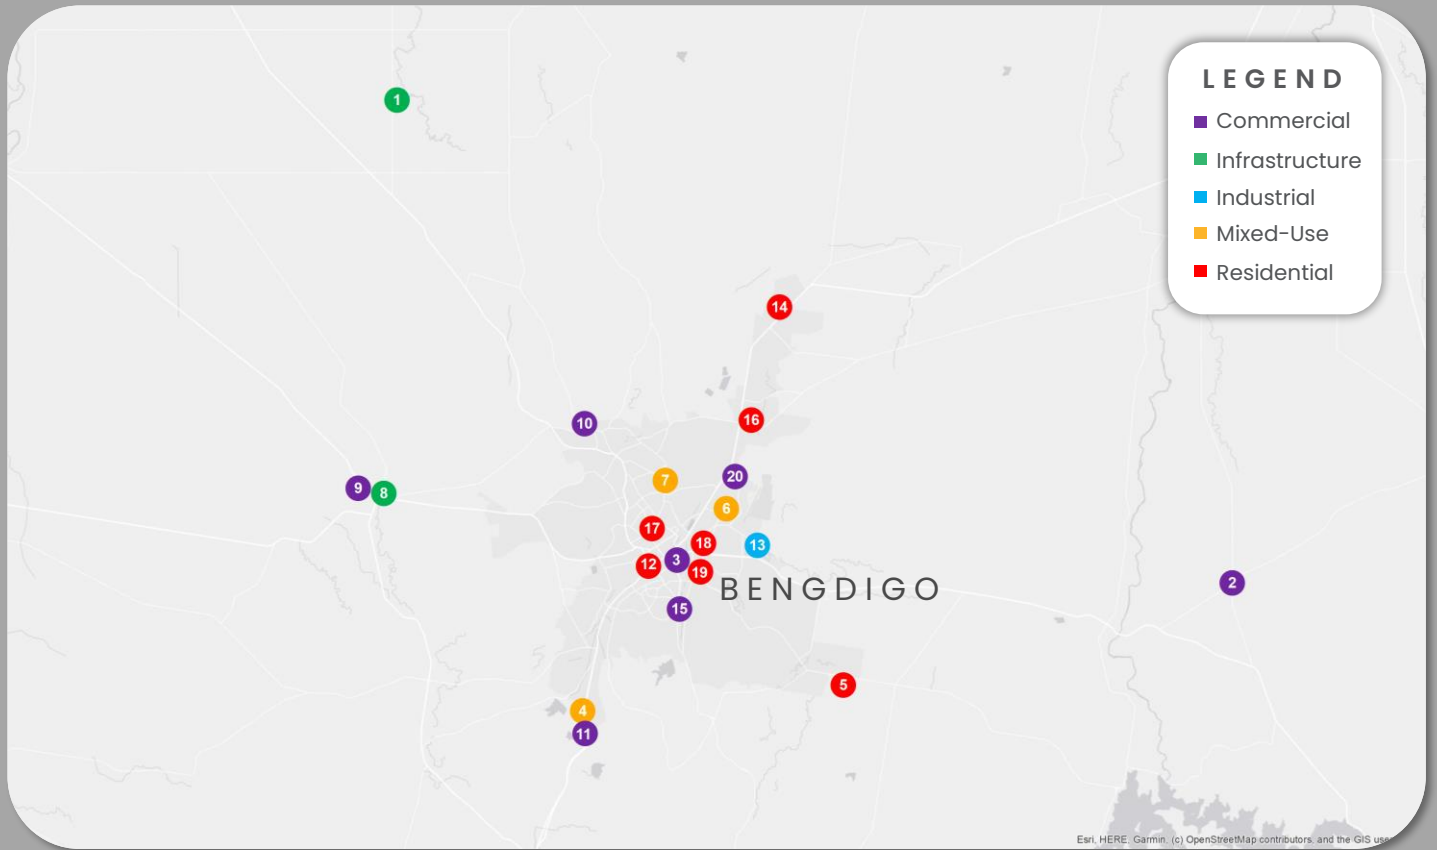 LEGEND
Commercial
Infrastructure
Industrial
Mixed-Use
Residential
1
14
10
16
9
8
7
20
6
17
18
13
3
12
19
BENGDIGO
2
15
5
4
11
Esri, HERE, Garmin, (c) OpenStreetMap contributors, and the GIS use